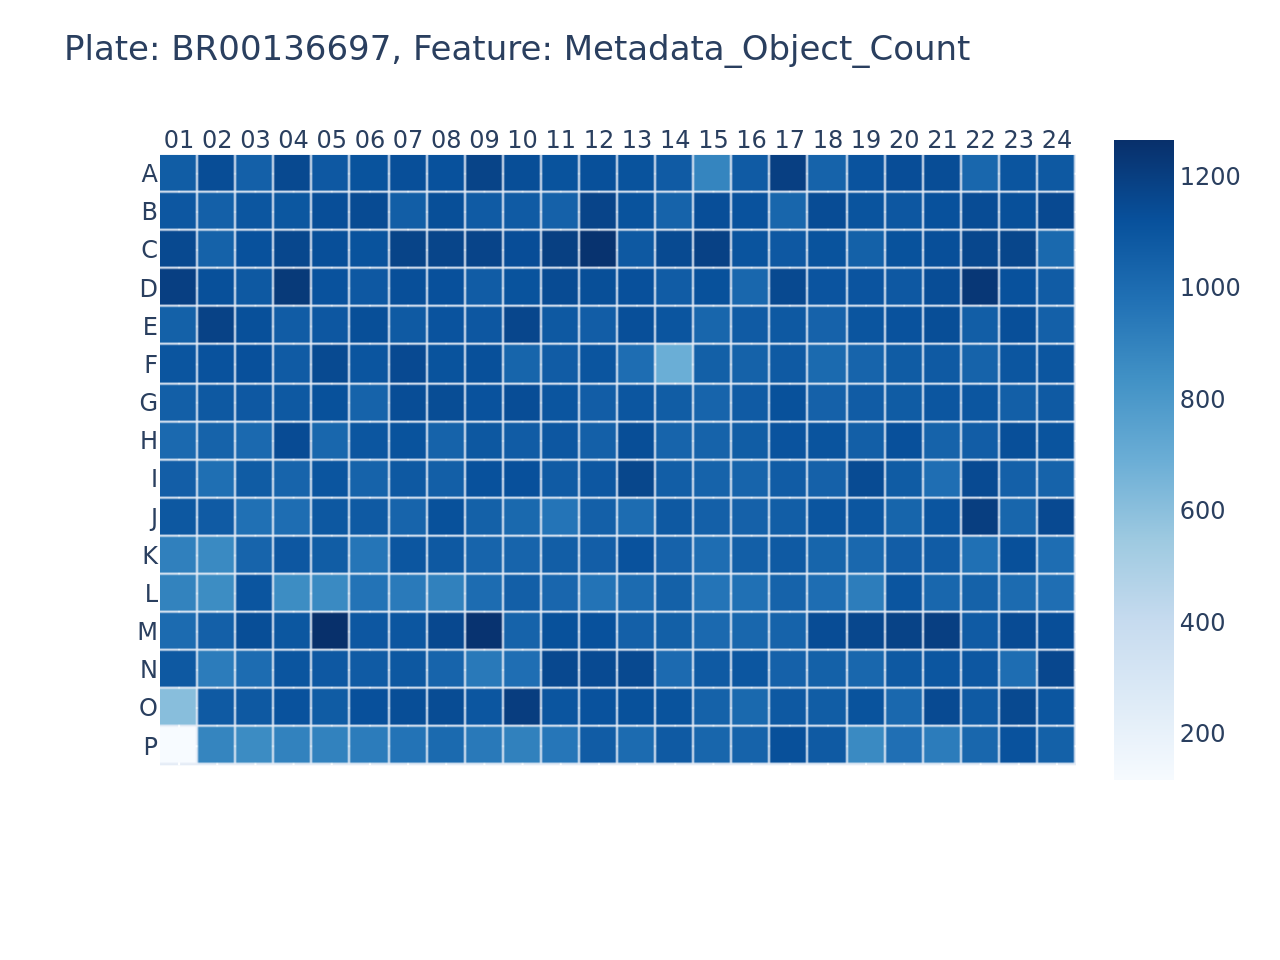 Plate: BR00136697, Feature: Metadata_Object_Count
01 02 03 04 05 06 07 08 09 10 11 12 13 14 15 16 17 18 19 20 21 22 23 24
A
B
C
D
E
F
G
H
I
J
K
L
M
N
O
P
1200
1000
800
600
400
200